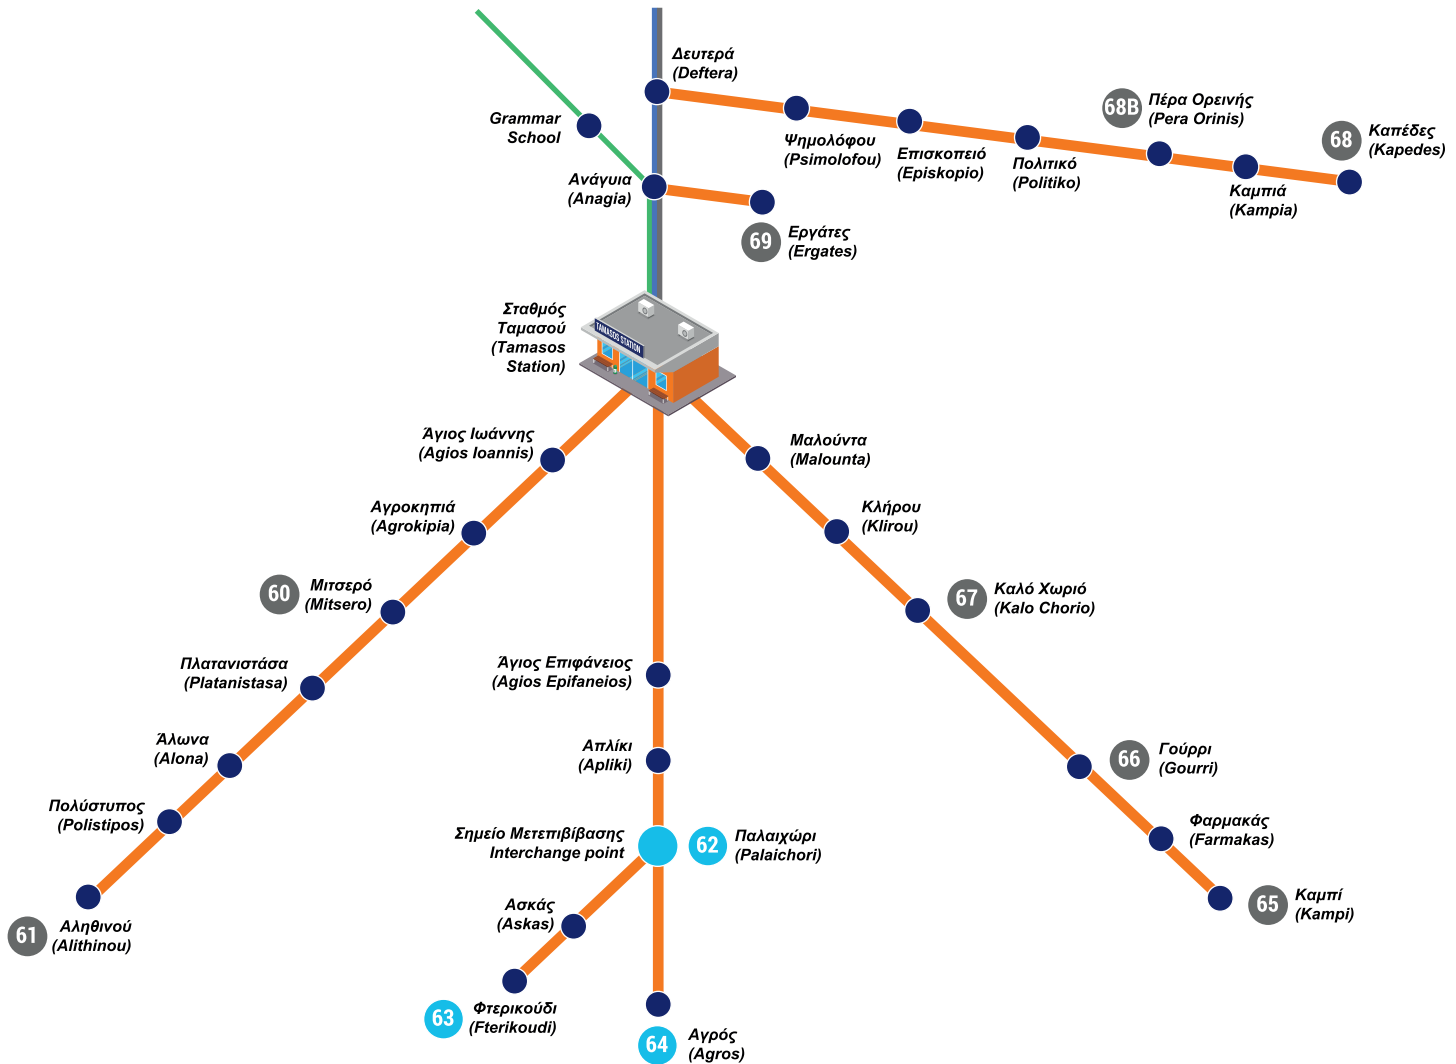 Δευτερά
(Deftera)
Grammar
School
Ψημολόφου
(Psimolofou)
Επισκοπειό
(Episkopio)
Πολιτικό
(Politiko)
68B
Πέρα Ορεινής
(Pera Orinis)
Καμπιά
(Kampia)
68
Καπέδες
(Kapedes)
Ανάγυια
(Anagia)
69
Εργάτες
(Ergates)
Σταθμός
Ταμασού
(Tamasos
Station)
TAMASOS STATION
Άγιος Ιωάννης
(Agios Ioannis)
Μαλούντα
(Malounta)
Αγροκηπιά
(Agrokipia)
Κλήρου
(Klirou)
60
Μιτσερό
(Mitsero)
67
Καλό Χωριό
(Kalo Chorio)
Πλατανιστάσα
(Platanistasa)
Άγιος Επιφάνειος
(Agios Epifaneios)
Άλωνα
(Alona)
Απλίκι
(Apliki)
66
Γούρρι
(Gourri)
Πολύστυπος
(Polistipos)
Σημείο Μετεπιβίβασης
Interchange point
62
Παλαιχώρι
(Palaichori)
Φαρμακάς
(Farmakas)
61
Αληθινού
(Alithinou)
Ασκάς
(Askas)
65
Καμπί
(Kampi)
63
Φτερικούδι
(Fterikoudi)
64
Αγρός
(Agros)